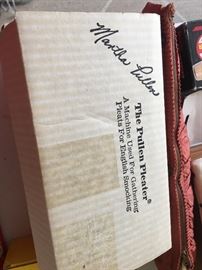 Martha Pullen
The Pullen Pleater®
A Machine Used For Gathering
Pleats For English Smocking